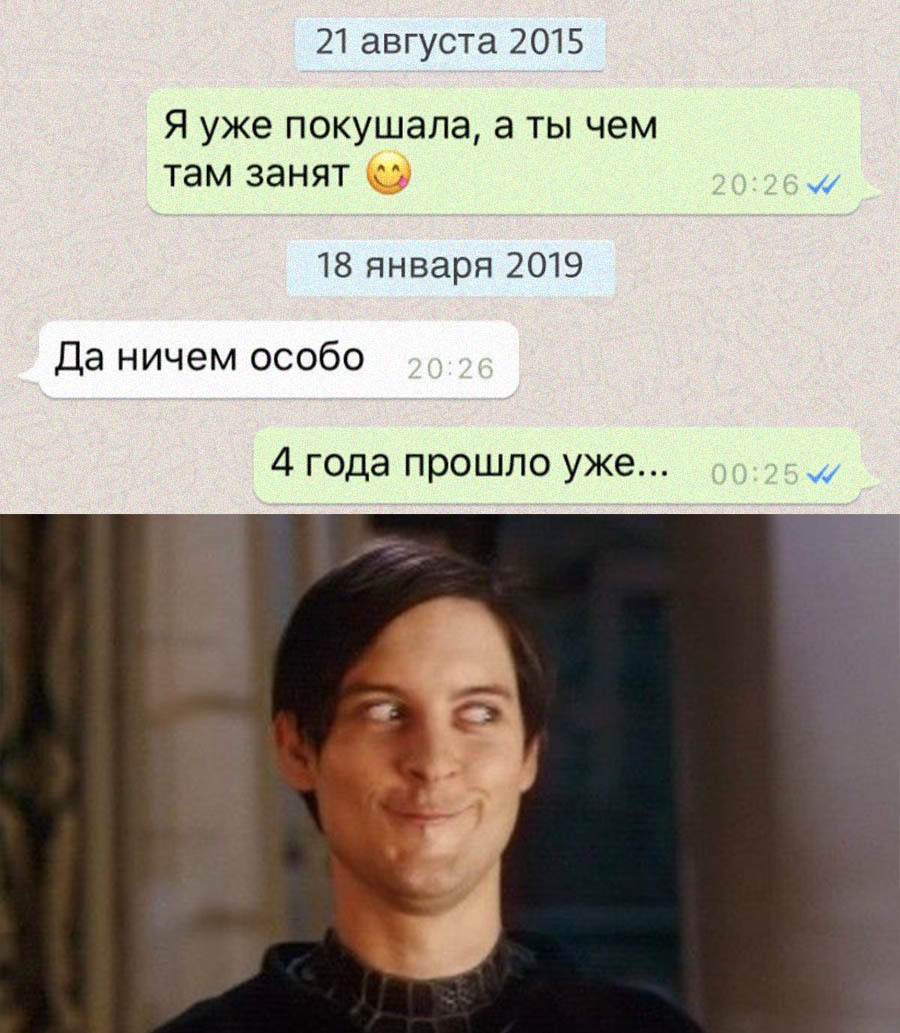 21 августа 2015
Я уже покушала, а ты чем
там занят 😋
20:26
18 января 2019
Да ничем особо 20:26
4 года прошло уже... 00:25